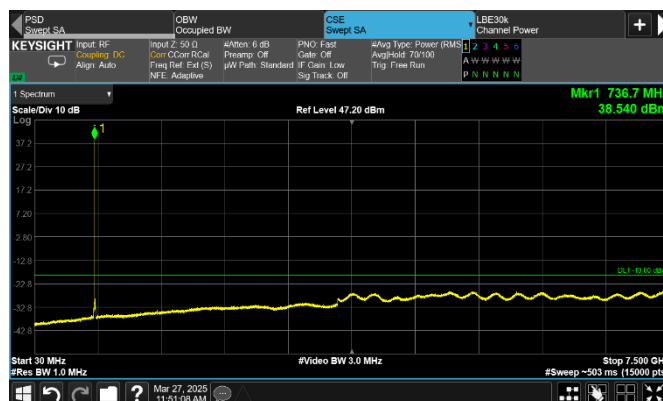 PSD
Swept SA
OBW
Occupied BW
CSE
Swept SA
LBE30k
Channel Power
KEYSIGHT
Input: RF
Coupling: DC
Align: Auto
Input Z: 50 Ω
Corr CCorr RCal
Freq Ref: Ext (S)
NFE: Adaptive
#Atten: 6 dB
Preamp: Off
µW Path: Standard
PNO: Fast
Gate: Off
IF Gain: Low
Sig Track: Off
#Avg Type: Power (RMS
Avg|Hold: 70/100
Trig: Free Run
1 2 3 4 5 6
A W W W W W
P N N N N N
1 Spectrum
Scale/Div 10 dB
Log
Ref Level 47.20 dBm
Mkr1 736.7 MH
38.540 dBm
1
37.2
27.2
17.2
7.20
-2.80
-12.8
-22.8
-32.8
-42.8
Start 30 MHz
#Res BW 1.0 MHz
#Video BW 3.0 MHz
Stop 7.500 GH
#Sweep ~503 ms (15000 pts
?
Mar 27, 2025
11:51:08 AM